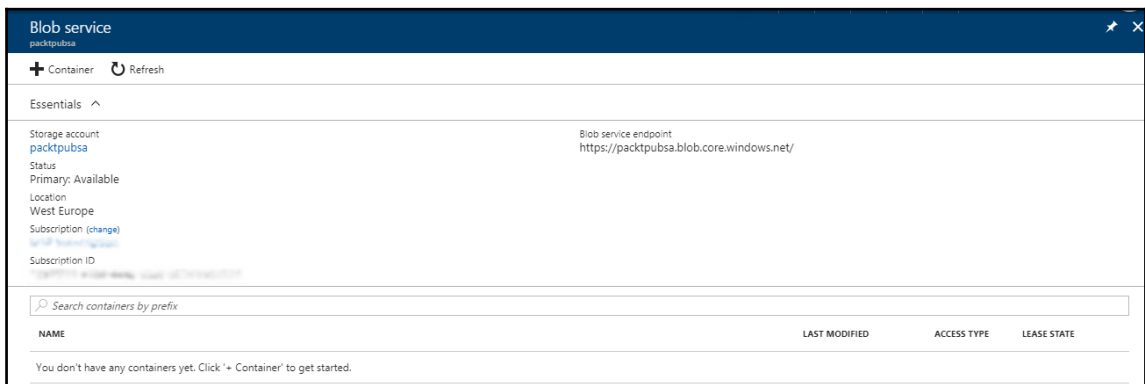 Blob service
packtpubsa
Container Refresh
Essentials
Storage account
packtpubsa
Blob service endpoint
https://packtpubsa.blob.core.windows.net/
Status
Primary: Available
Location
West Europe
Subscription (change)
Subscription ID
Search containers by prefix
NAME LAST MODIFIED ACCESS TYPE LEASE STATE
You don't have any containers yet. Click '+ Container' to get started.